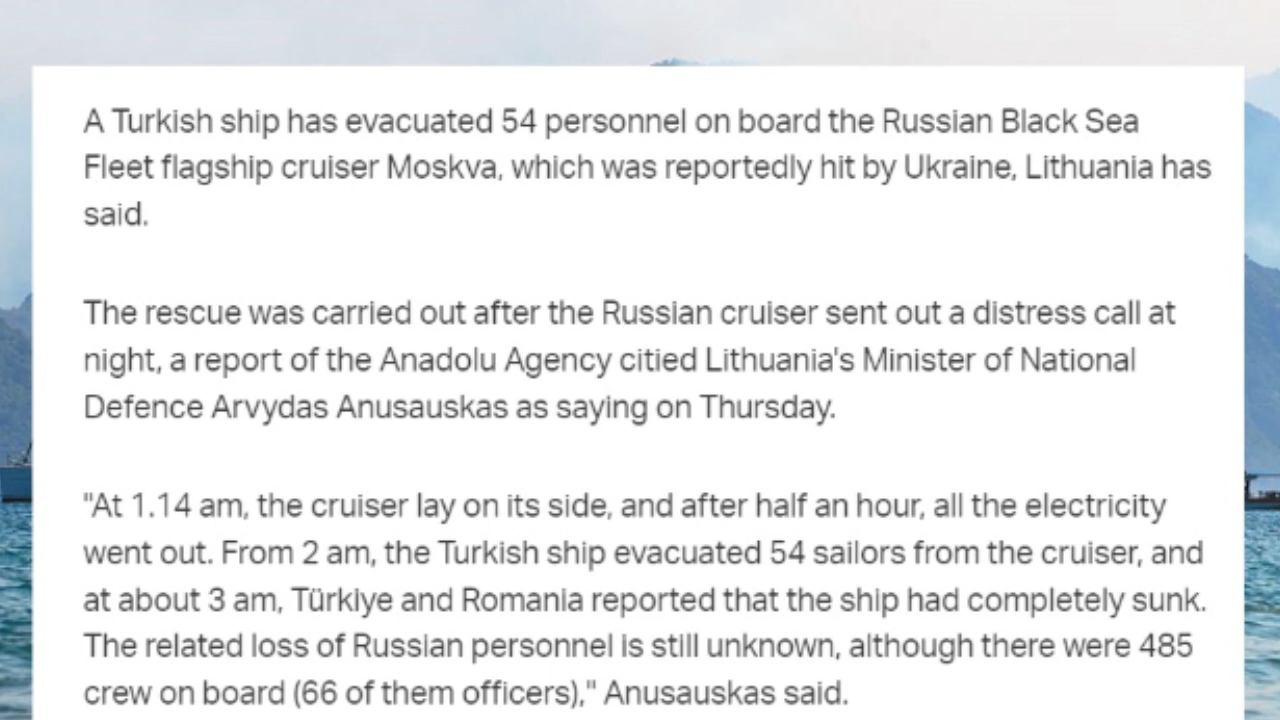 A Turkish ship has evacuated 54 personnel on board the Russian Black Sea
Fleet flagship cruiser Moskva, which was reportedly hit by Ukraine, Lithuania has
said.
The rescue was carried out after the Russian cruiser sent out a distress call at
night, a report of the Anadolu Agency citied Lithuania's Minister of National
Defence Arvydas Anusauskas as saying on Thursday.
"At 1.14 am, the cruiser lay on its side, and after half an hour, all the electricity
went out. From 2 am, the Turkish ship evacuated 54 sailors from the cruiser, and
at about 3 am, Türkiye and Romania reported that the ship had completely sunk.
The related loss of Russian personnel is still unknown, although there were 485
crew on board (66 of them officers)," Anusauskas said.